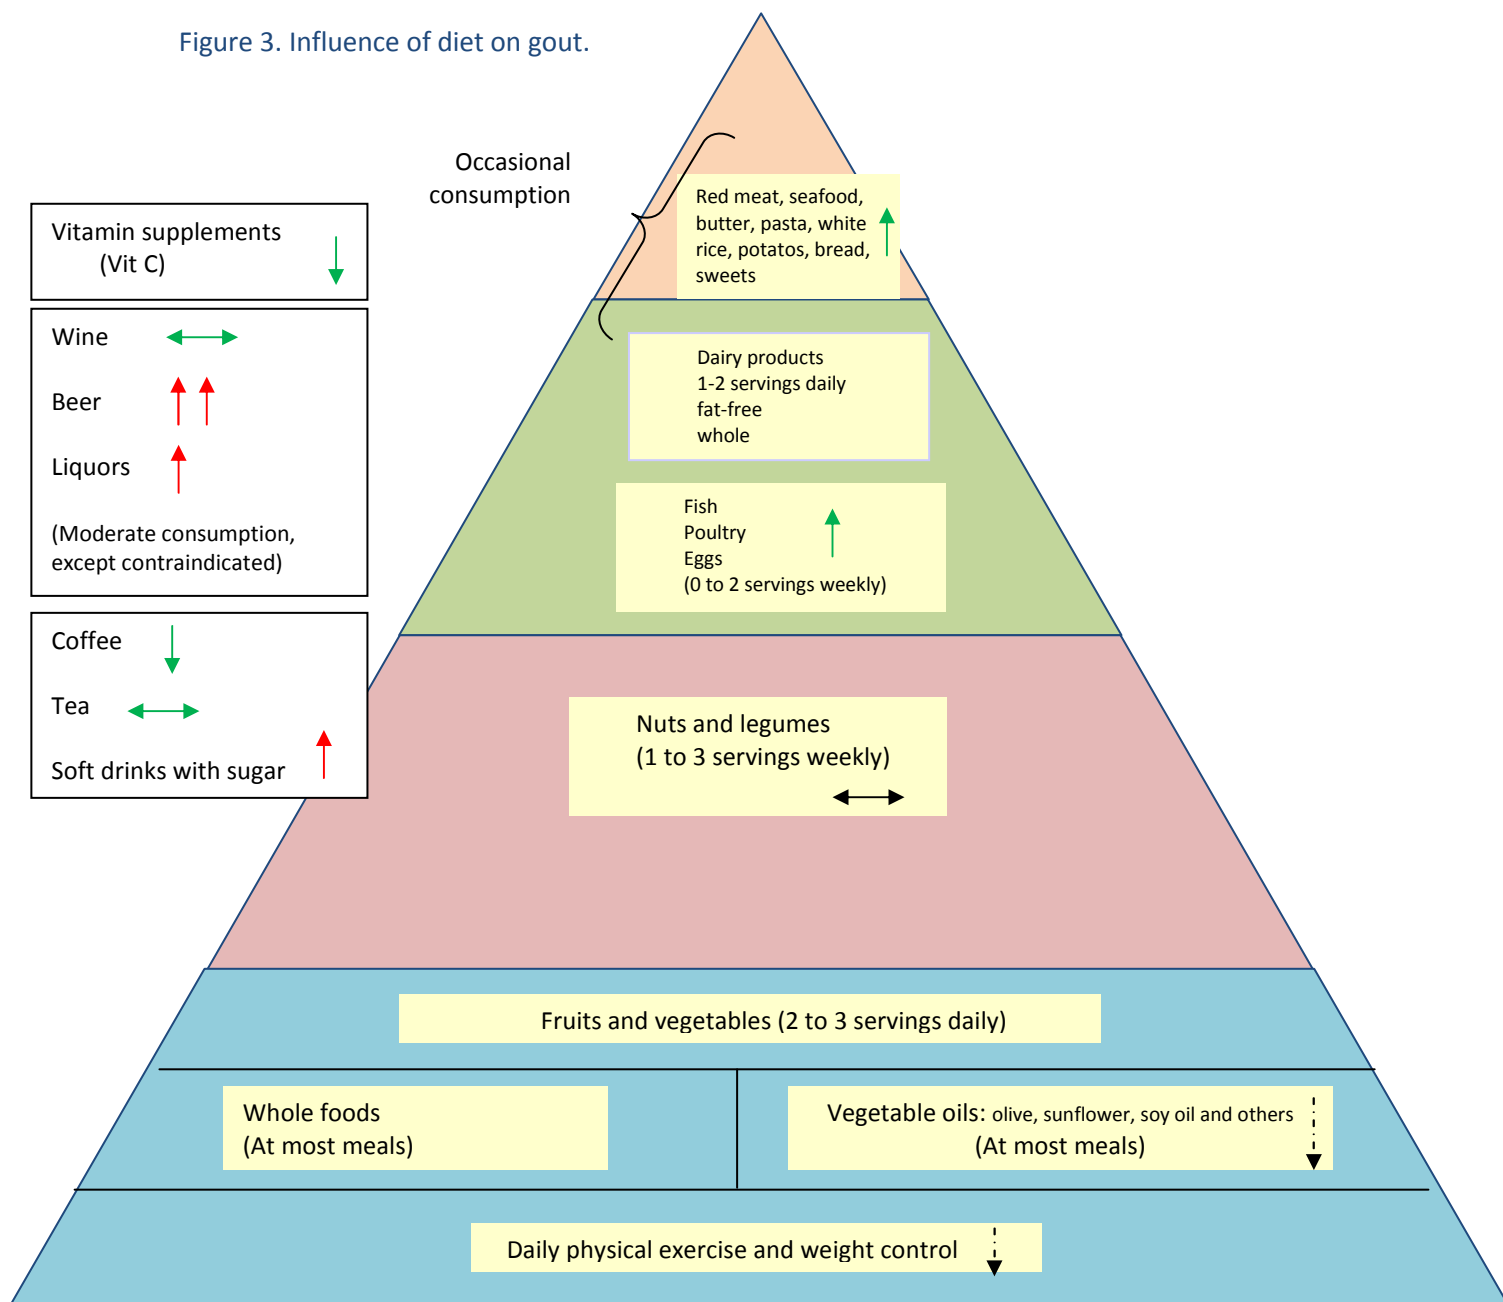 Figure 3. Influence of diet on gout.
Occasional
consumption
Red meat, seafood,
butter, pasta, white
rice, potatos, bread,
sweets
Vitamin supplements
(Vit C)
Wine
Beer
Liquors
(Moderate consumption,
except contraindicated)
Coffee
Tea
Soft drinks with sugar
Dairy products
1-2 servings daily
fat-free
whole
Fish
Poultry
Eggs
(0 to 2 servings weekly)
Nuts and legumes
(1 to 3 servings weekly)
Fruits and vegetables (2 to 3 servings daily)
Whole foods
(At most meals)
Vegetable oils: olive, sunflower, soy oil and others
(At most meals)
Daily physical exercise and weight control